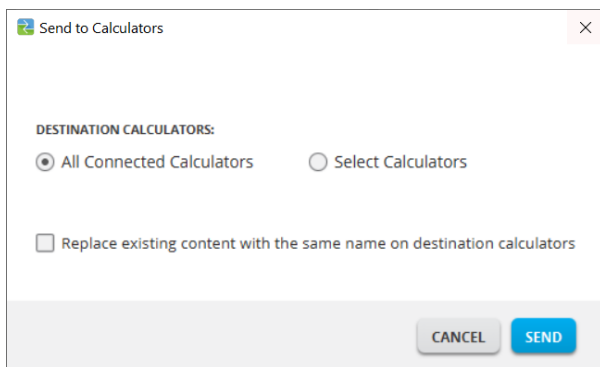 Send to Calculators
DESTINATION CALCULATORS:
All Connected Calculators Select Calculators
Replace existing content with the same name on destination calculators
CANCEL SEND